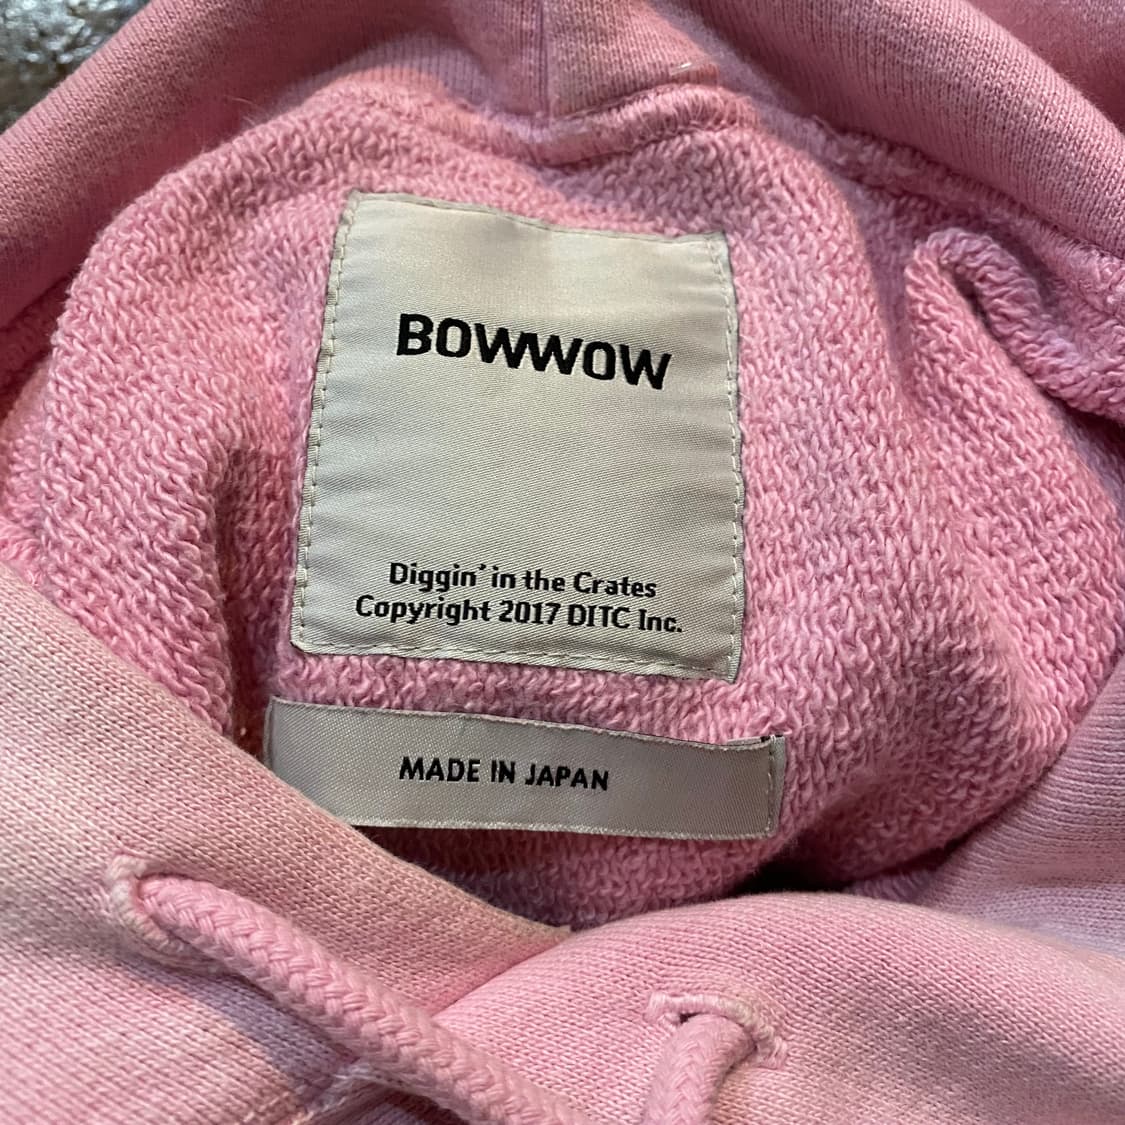 BOWWOW
Diggin' in the Crates
Copyright 2017 DITC Inc.
MADE IN JAPAN